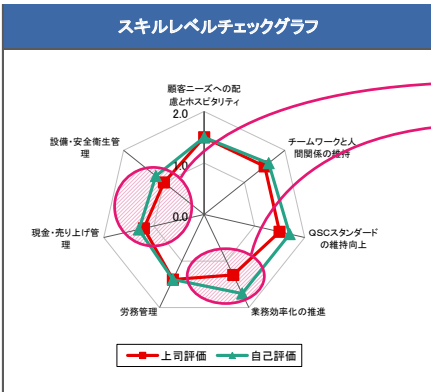 スキルレベルチェックグラフ
顧客ニーズへの配
慮とホスピタリティ
2.0
チームワークと人
間関係の維持
設備・安全衛生管
理
1.0
0.0
現金・売り上げ管
理
QSCスタンダード
の維持向上
労務管理
業務効率化の推進
上司評価
自己評価